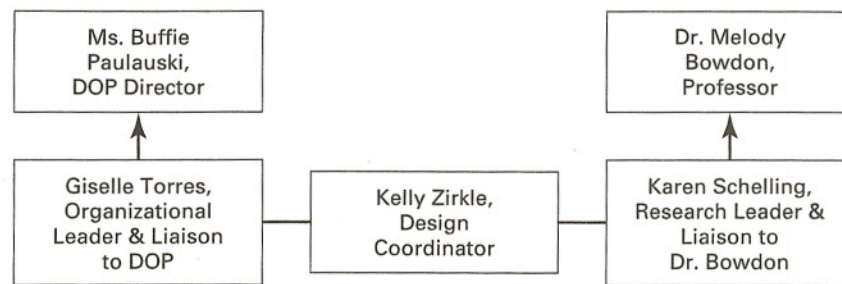 Ms. Buffie
Paulauski,
DOP Director
Dr. Melody
Bowdon,
Professor
Giselle Torres,
Organizational
Leader & Liaison
to DOP
Kelly Zirkle,
Design
Coordinator
Karen Schelling,
Research Leader &
Liaison to
Dr. Bowdon